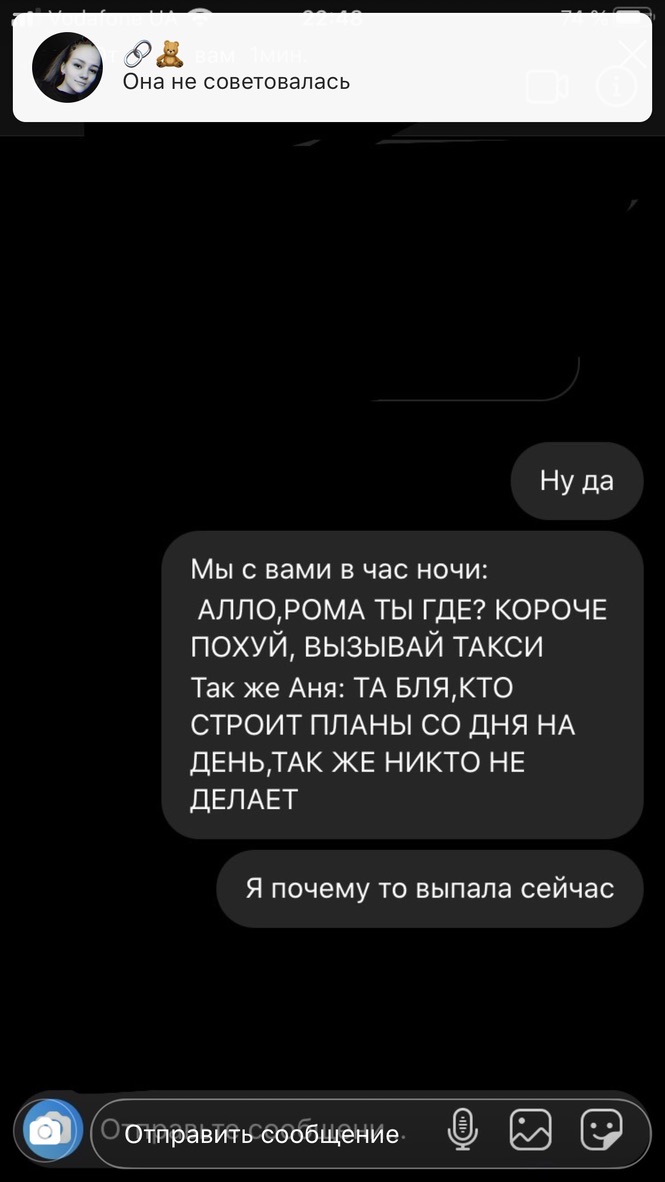 Vodafone UA 22:48 74 %
вам 1мин.
🔗🧸
Она не советовалась
Ну да
Мы с вами в час ночи:
АЛЛО,РОМА ТЫ ГДЕ? КОРОЧЕ
ПОХУЙ, ВЫЗЫВАЙ ТАКСИ
Так же Аня: ТА БЛЯ,КТО
СТРОИТ ПЛАНЫ СО ДНЯ НА
ДЕНЬ,ТАК ЖЕ НИКТО НЕ
ДЕЛАЕТ
Я почему то выпала сейчас
Отправить сообщение